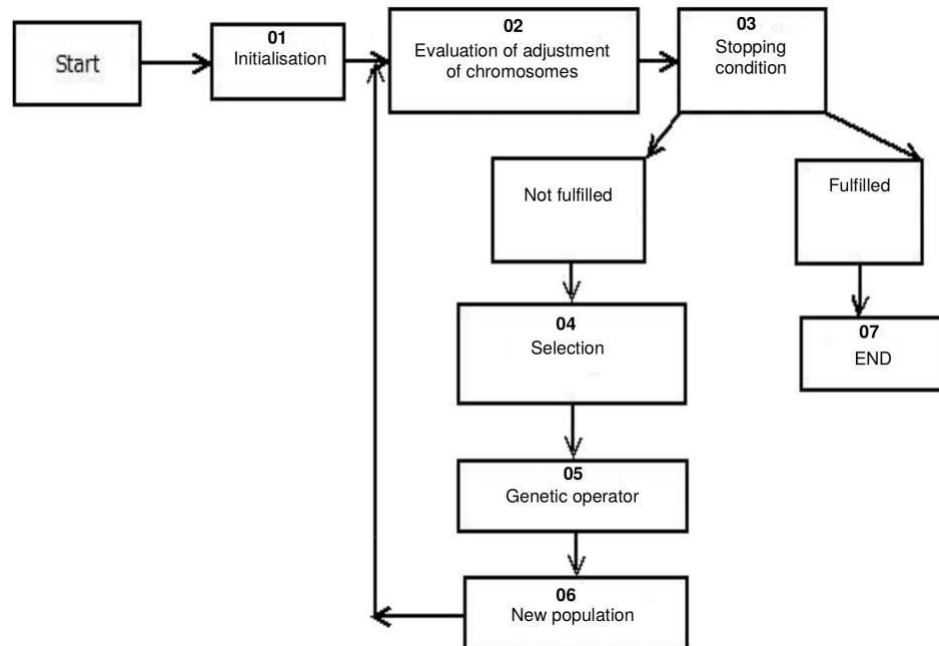 Start
01
Initialisation
02
Evaluation of adjustment
of chromosomes
03
Stopping
condition
Not fulfilled
Fulfilled
04
Selection
07
END
05
Genetic operator
06
New population